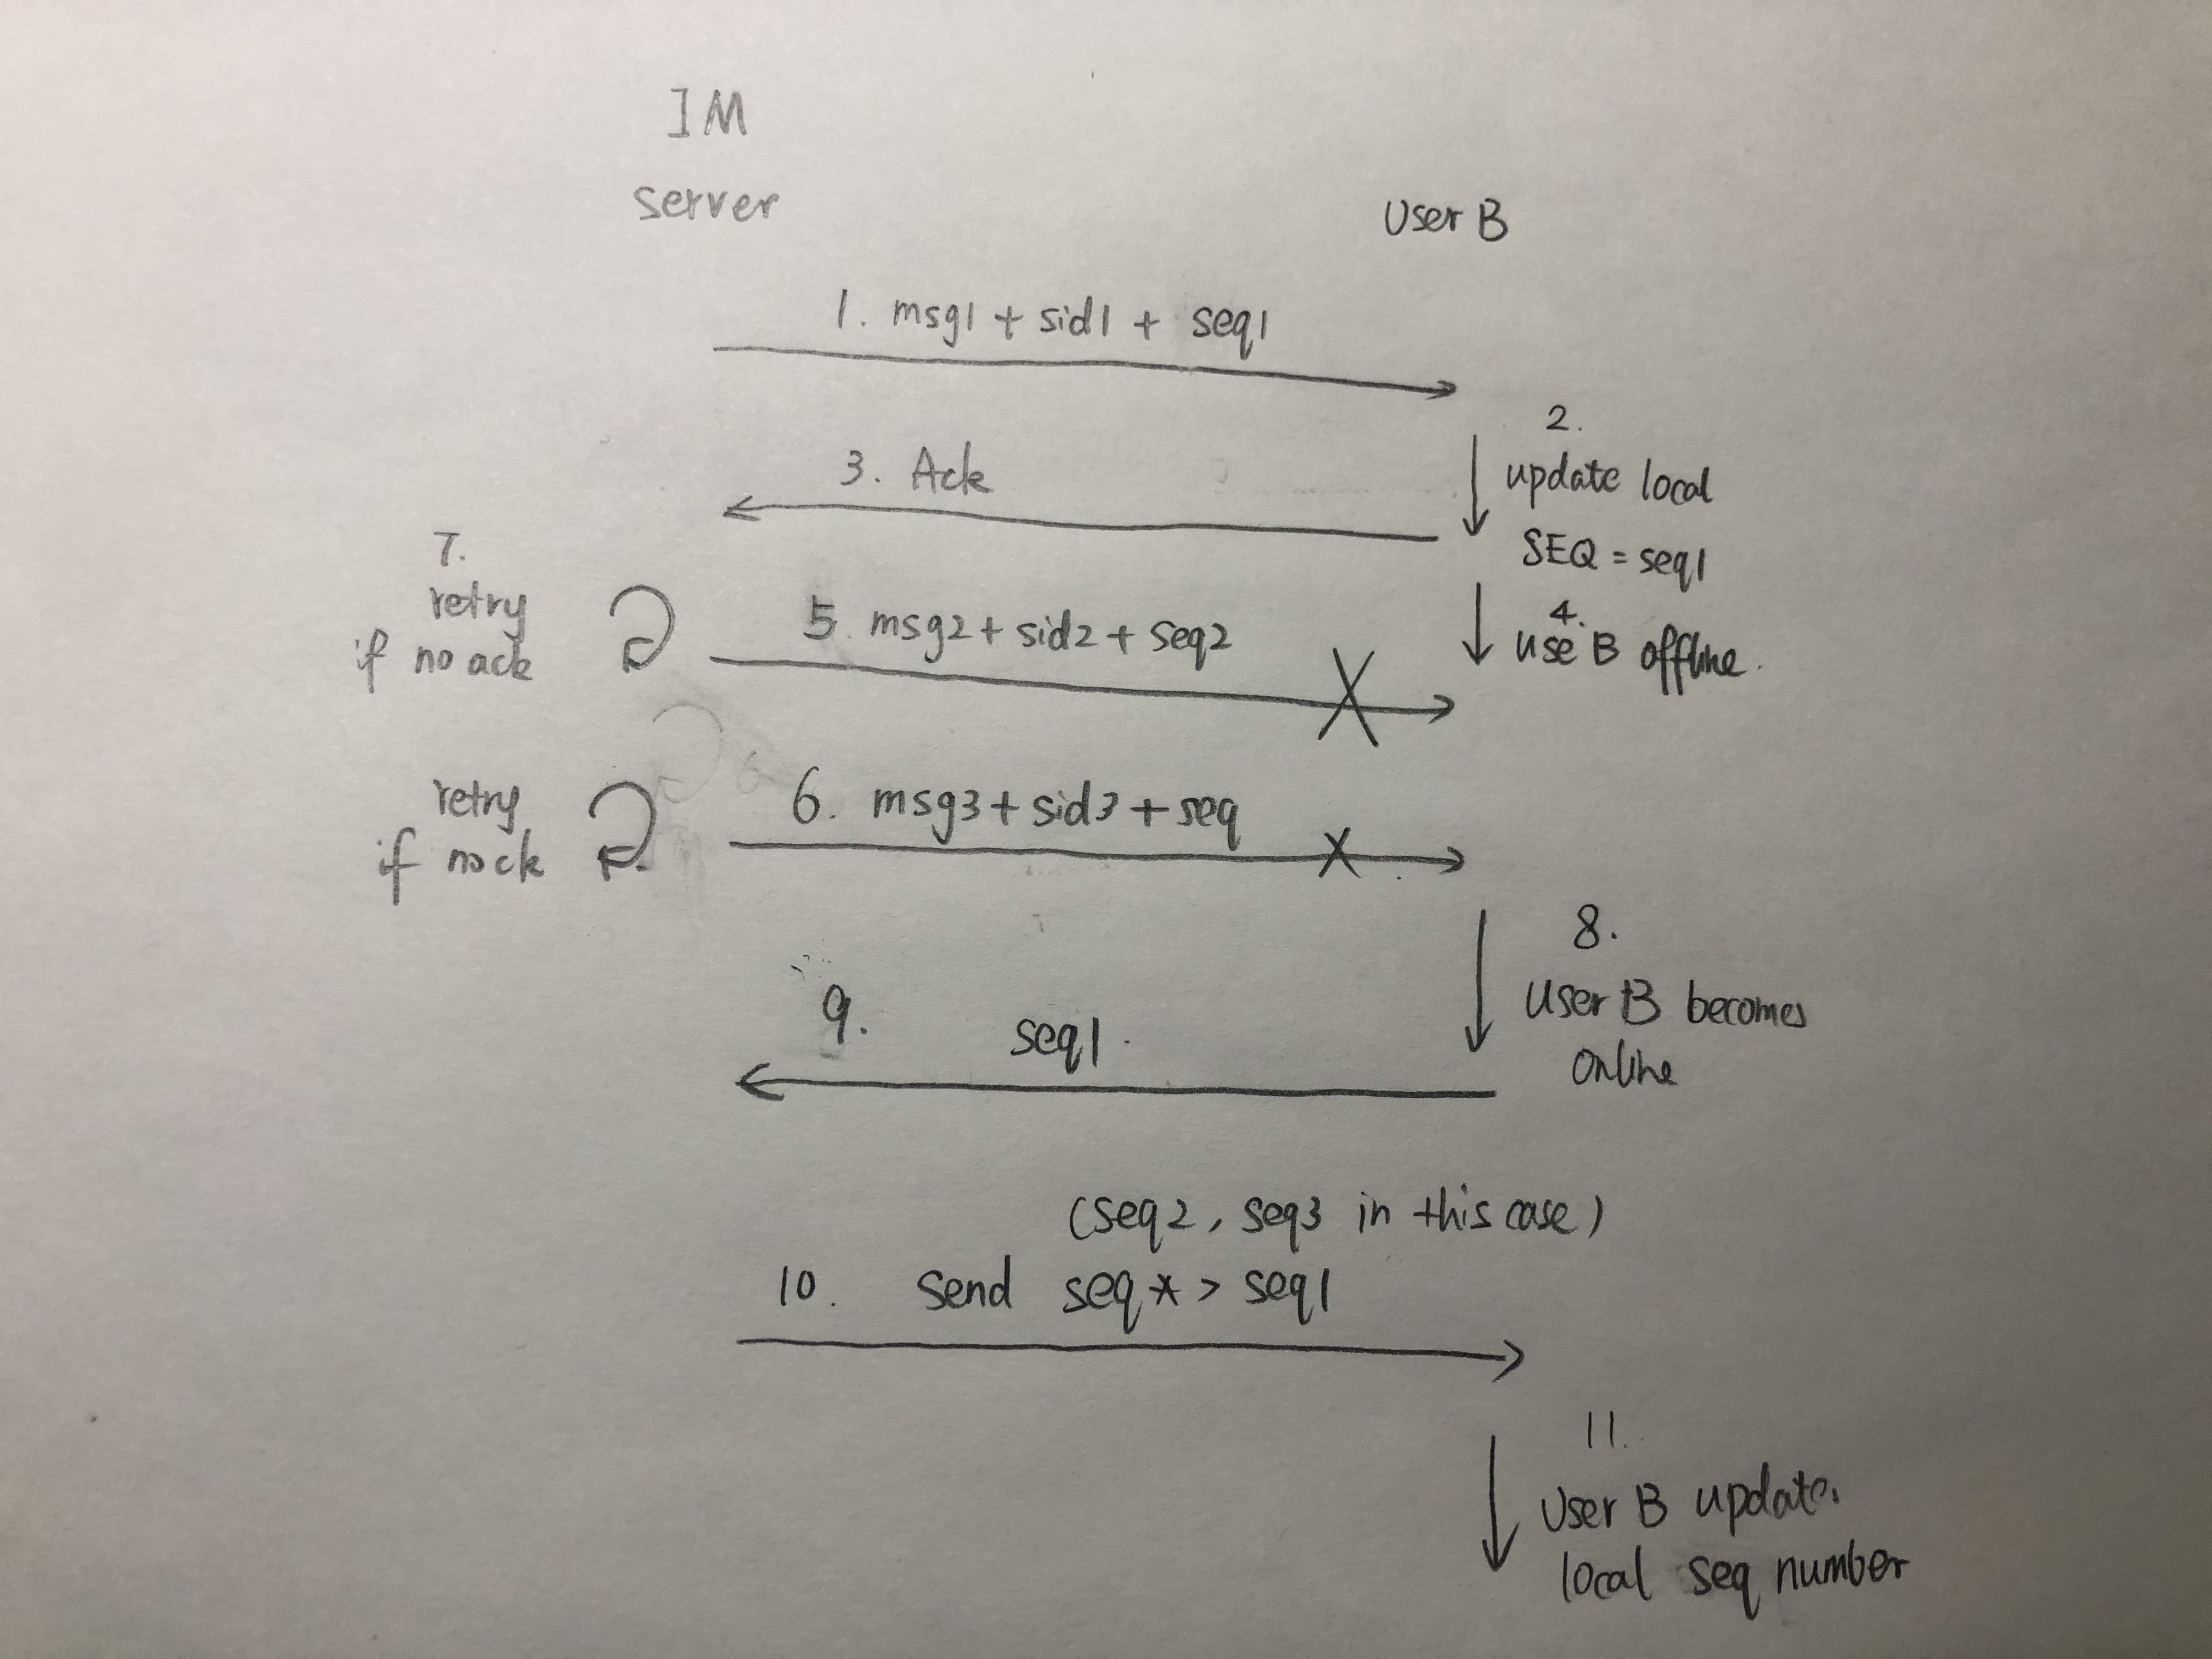 IM
server
User B
1. msg1 + sid1 + seq1
2.
update local
SEQ = seq1
3. Ack
4.
use B offline.
5. msg2 + sid2 + seq2
7.
retry
if no ack
6. msg3 + sid3 + seq
retry
if no ck
8.
User B becomes
online
9.
seq1.
(seq2, seq3 in this case)
10. send seq* > seq1
11.
User B updates
local seq number